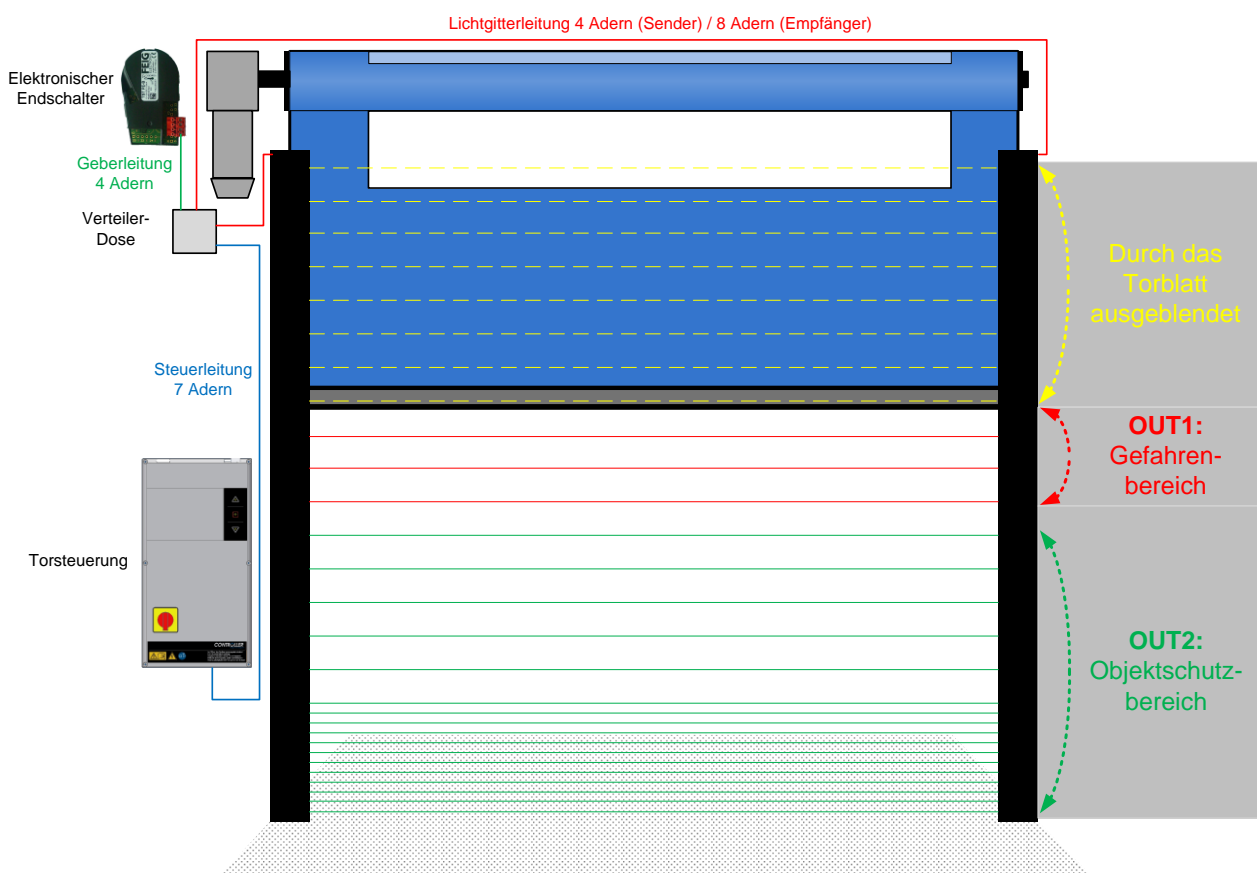 Lichtgitterleitung 4 Adern (Sender) / 8 Adern (Empfänger)
Elektronischer
Endschalter
FEIG
Geberleitung
4 Adern
Verteiler-
Dose
Steuerleitung
7 Adern
Torsteuerung
Durch das
Torblatt
ausgeblendet
OUT1:
Gefahren-
bereich
OUT2:
Objektschutz-
bereich